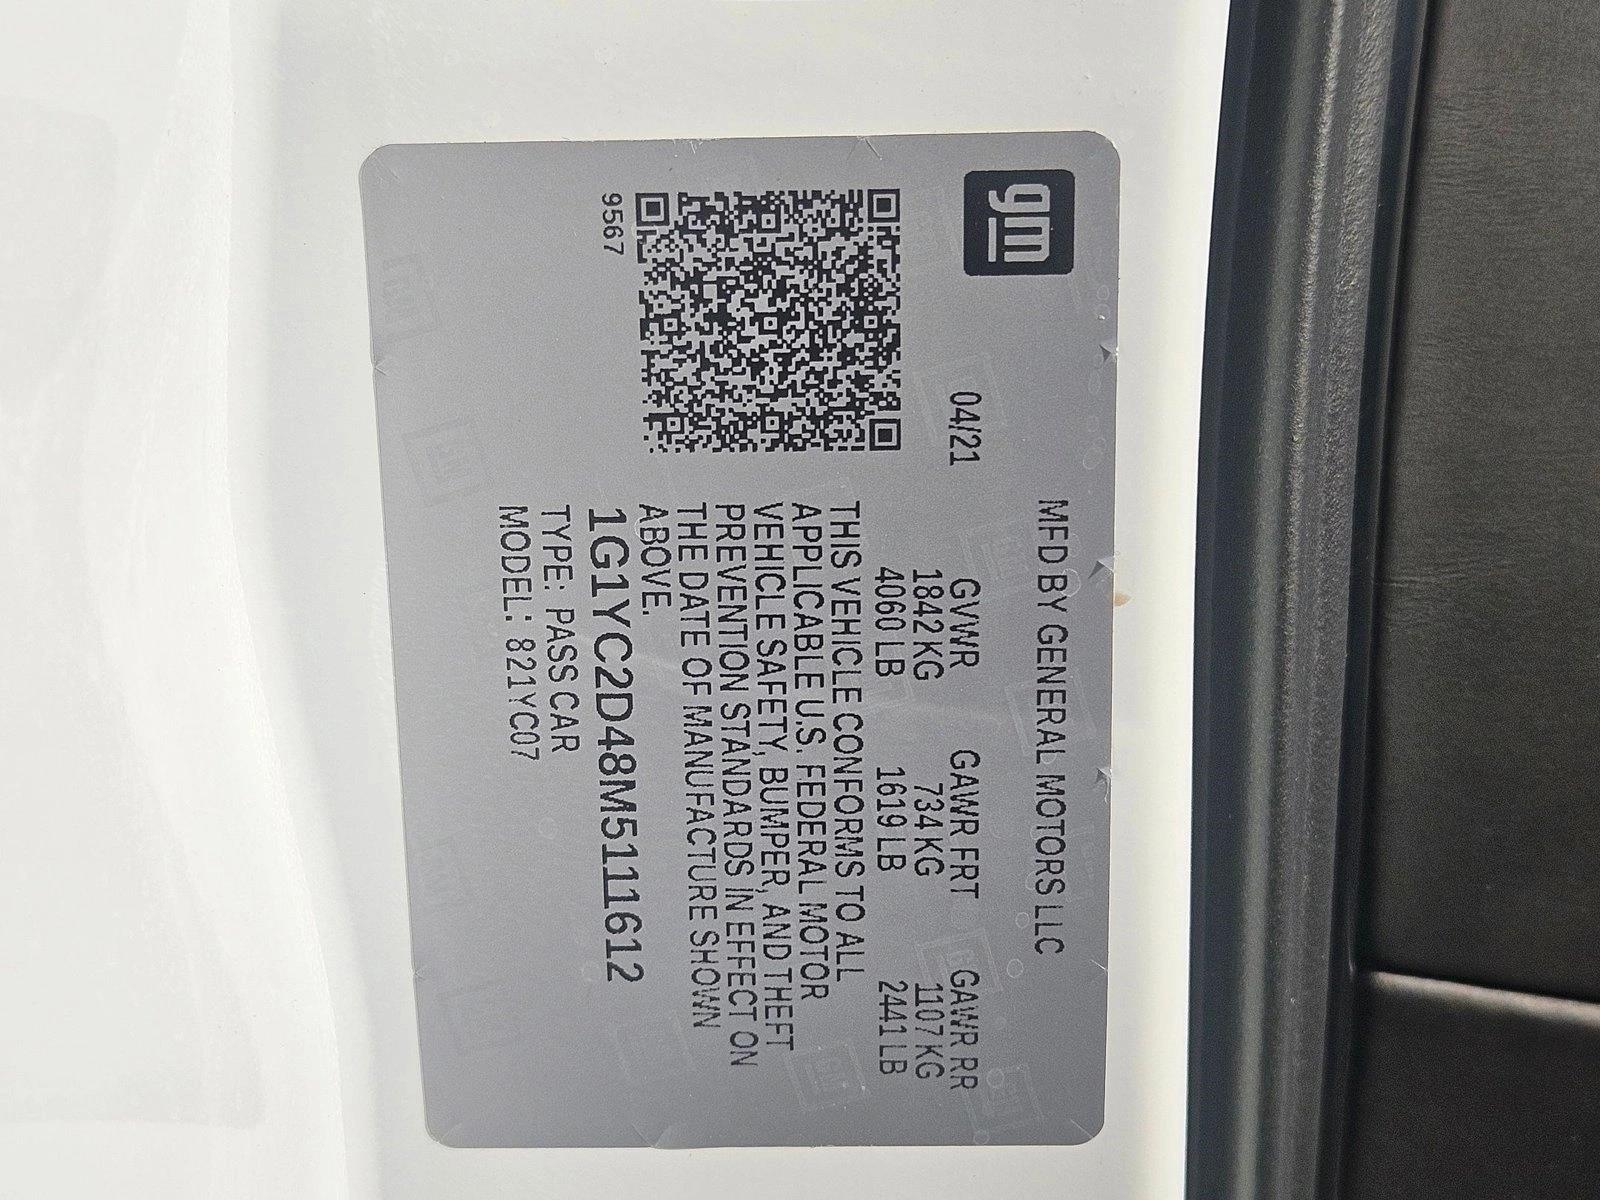 gm
MFD BY GENERAL MOTORS LLC
04/21 GVWR GAWR FRT GAWR RR
1842 KG 734 KG 1107 KG
4060 LB 1619 LB 2441 LB
THIS VEHICLE CONFORMS TO ALL
APPLICABLE U.S. FEDERAL MOTOR
VEHICLE SAFETY, BUMPER, AND THEFT
PREVENTION STANDARDS IN EFFECT ON
THE DATE OF MANUFACTURE SHOWN
ABOVE.
9567
1G1YC2D48M5111612
TYPE: PASS CAR
MODEL: 821YC07